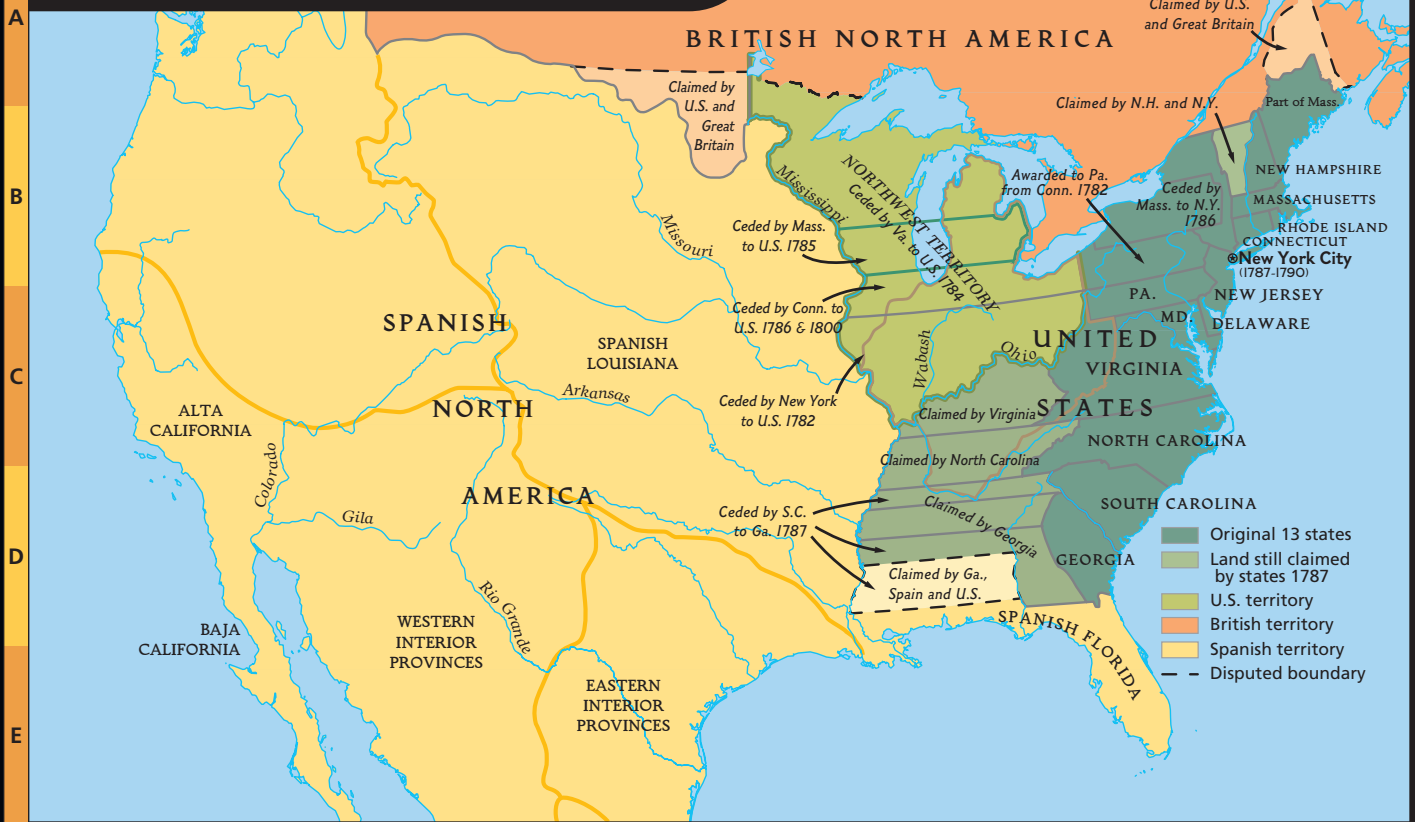 A
B
C
D
E
BRITISH NORTH AMERICA
Claimed by U.S.
and Great Britain
Claimed by
U.S. and
Great
Britain
Claimed by N.H. and N.Y.
Part of Mass.
NORTHWEST TERRITORY
Ceded by Va. to U.S. 1784
Mississippi
Awarded to Pa.
from Conn. 1782
Ceded by
Mass. to N.Y.
1786
NEW HAMPSHIRE
MASSACHUSETTS
RHODE ISLAND
CONNECTICUT
New York City
(1787-1790)
Missouri
Ceded by Mass.
to U.S. 1785
Ceded by Conn. to
U.S. 1786 & 1800
PA.
NEW JERSEY
MD.
DELAWARE
SPANISH
NORTH
AMERICA
SPANISH
LOUISIANA
Arkansas
Wabash
Ohio
UNITED
STATES
VIRGINIA
ALTA
CALIFORNIA
Colorado
Gila
Ceded by New York
to U.S. 1782
Claimed by Virginia
Claimed by North Carolina
NORTH CAROLINA
Ceded by S.C.
to Ga. 1787
Claimed by Georgia
SOUTH CAROLINA
GEORGIA
Claimed by Ga.,
Spain and U.S.
SPANISH FLORIDA
Rio Grande
WESTERN
INTERIOR
PROVINCES
BAJA
CALIFORNIA
EASTERN
INTERIOR
PROVINCES
Original 13 states
Land still claimed
by states 1787
U.S. territory
British territory
Spanish territory
Disputed boundary